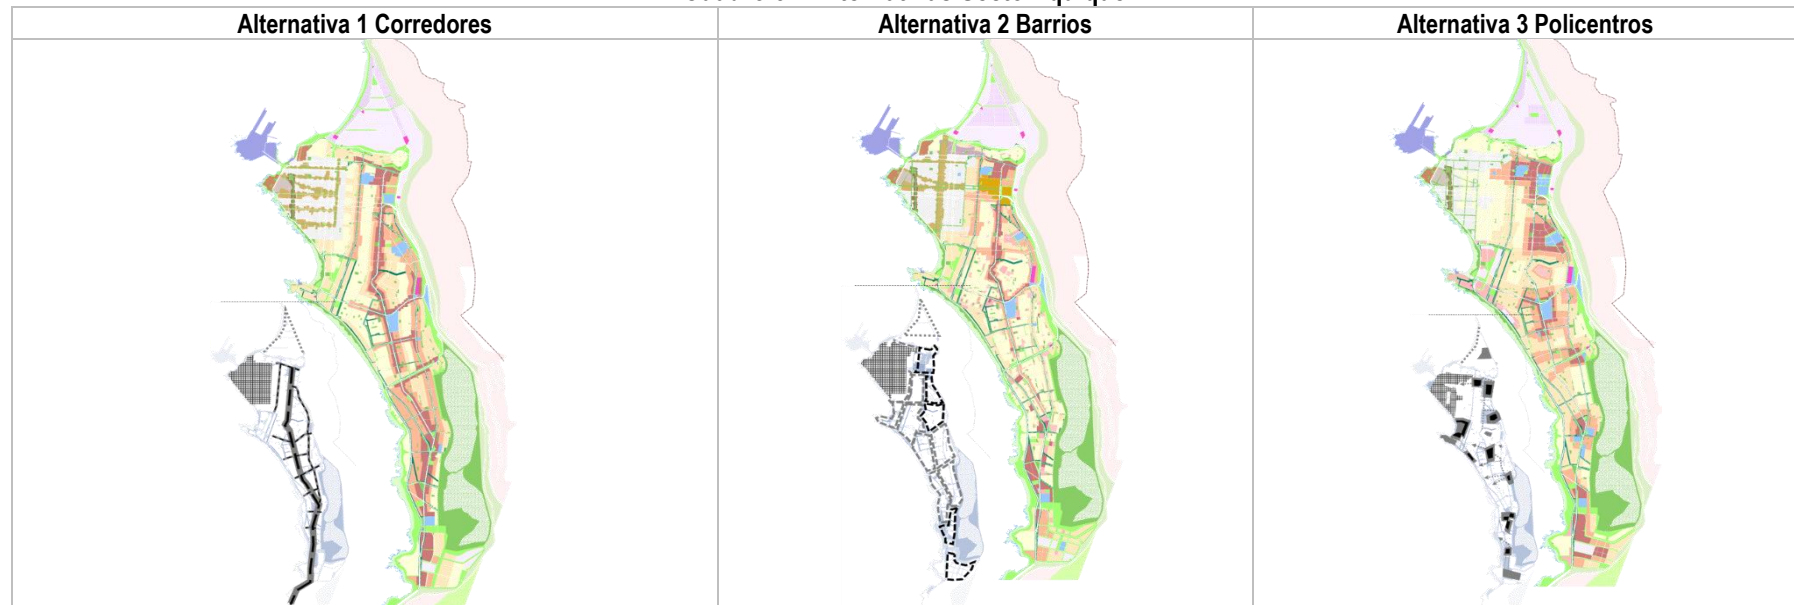 Alternativa 1 Corredores
Alternativa 2 Barrios
Alternativa 3 Policentros